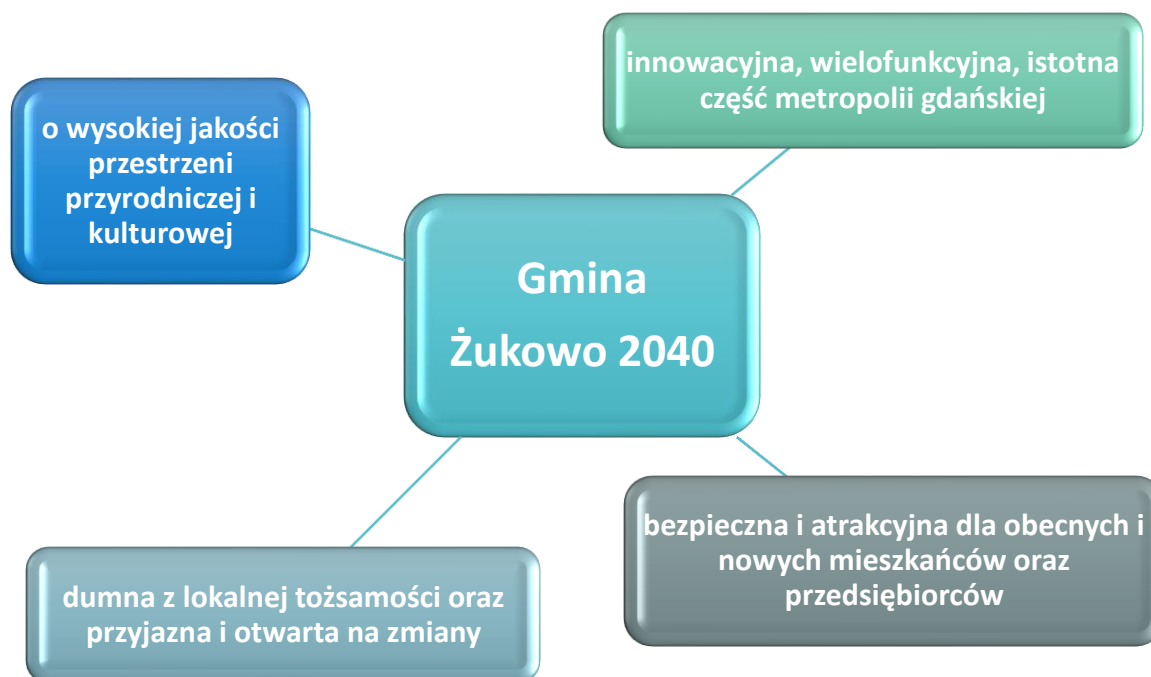 innowacyjna, wielofunkcyjna, istotna
część metropolii gdańskiej
o wysokiej jakości
przestrzeni
przyrodniczej i
kulturowej
Gmina
Żukowo 2040
bezpieczna i atrakcyjna dla obecnych i
nowych mieszkańców oraz
przedsiębiorców
dumna z lokalnej tożsamości oraz
przyjazna i otwarta na zmiany